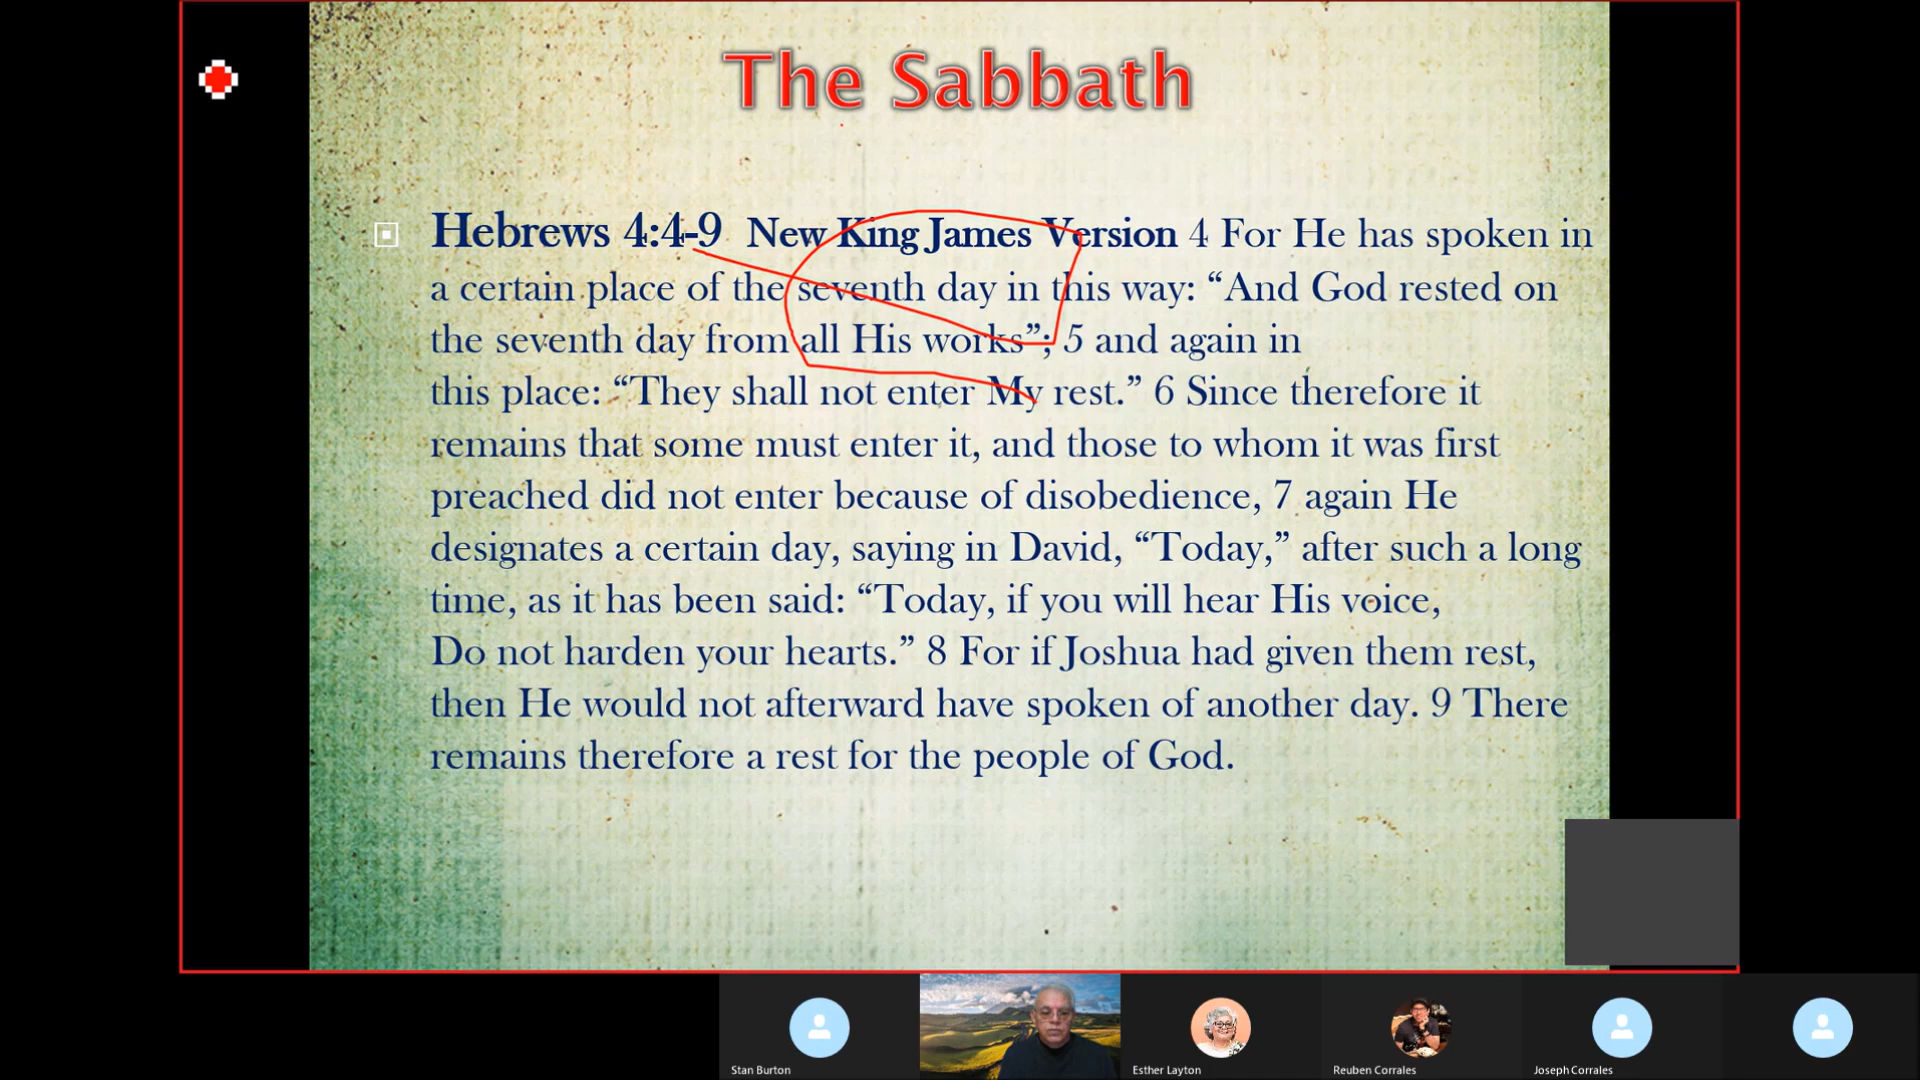 The Sabbath
Hebrews 4:4-9 New King James Version 4 For He has spoken in
a certain place of the seventh day in this way: “And God rested on
the seventh day from all His works”; 5 and again in
this place: “They shall not enter My rest.” 6 Since therefore it
remains that some must enter it, and those to whom it was first
preached did not enter because of disobedience, 7 again He
designates a certain day, saying in David, “Today,” after such a long
time, as it has been said: “Today, if you will hear His voice,
Do not harden your hearts.” 8 For if Joshua had given them rest,
then He would not afterward have spoken of another day. 9 There
remains therefore a rest for the people of God.
Stan Burton
Esther Layton
Reuben Corrales
Joseph Corrales